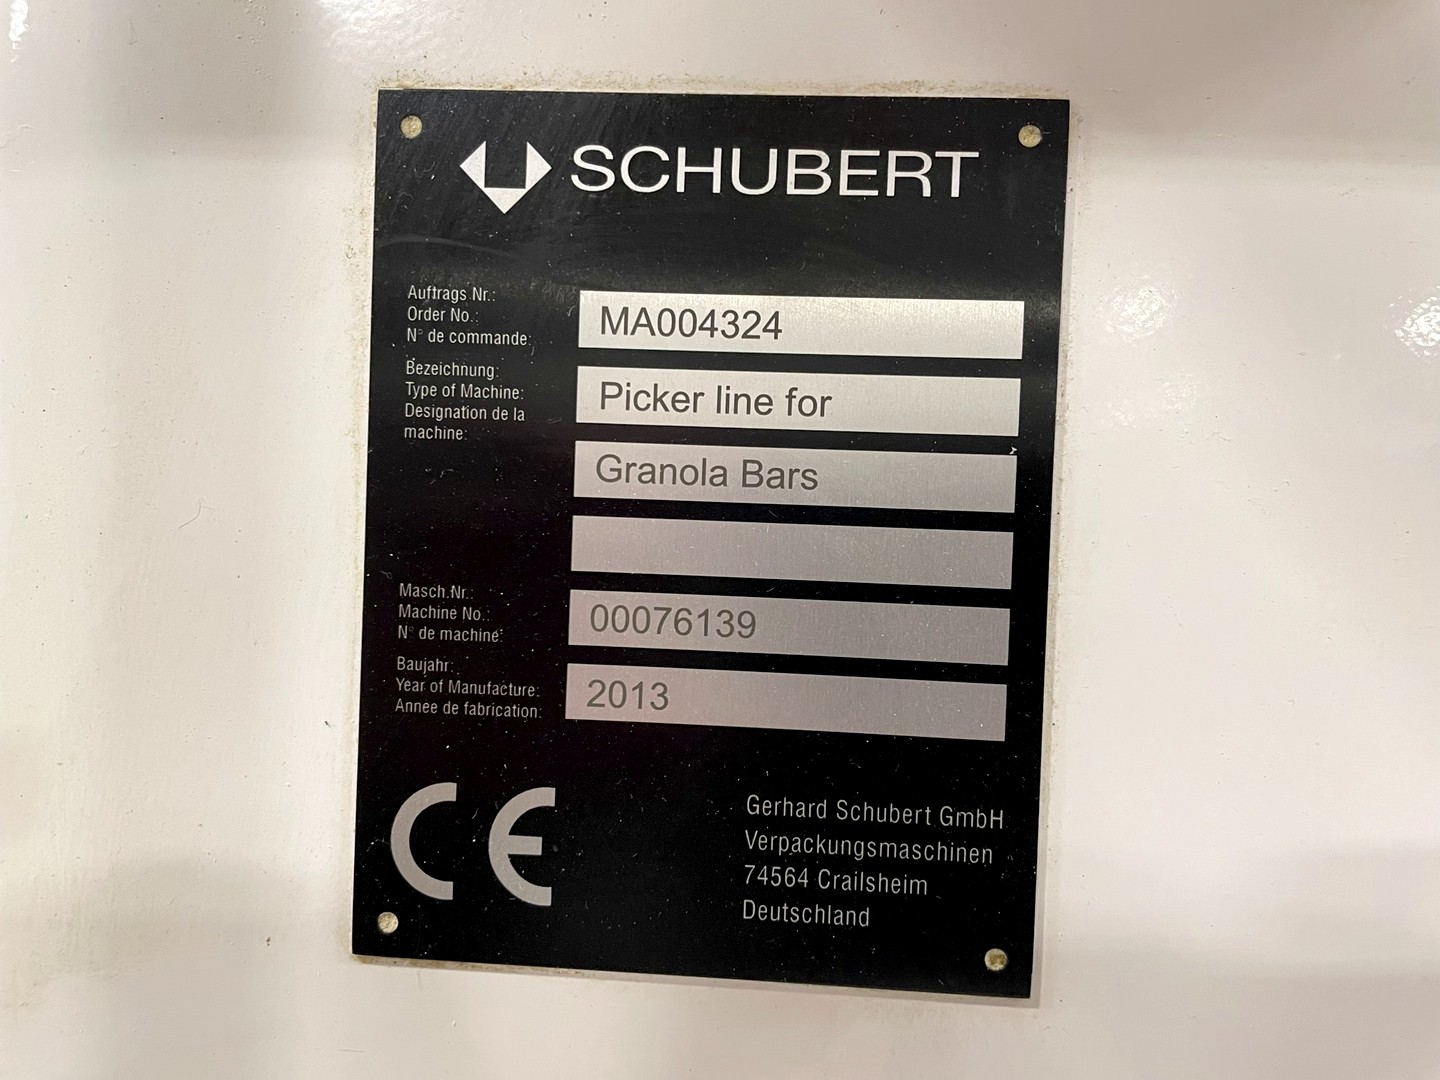 SCHUBERT
Auftrags Nr.:
Order No.:
N° de commande:
MA004324
Bezeichnung:
Type of Machine:
Designation de la
machine:
Picker line for
Granola Bars
Masch.Nr.:
Machine No.:
N° de machine:
00076139
Baujahr:
Year of Manufacture:
Annee de fabrication:
2013
CE
Gerhard Schubert GmbH
Verpackungsmaschinen
74564 Crailsheim
Deutschland